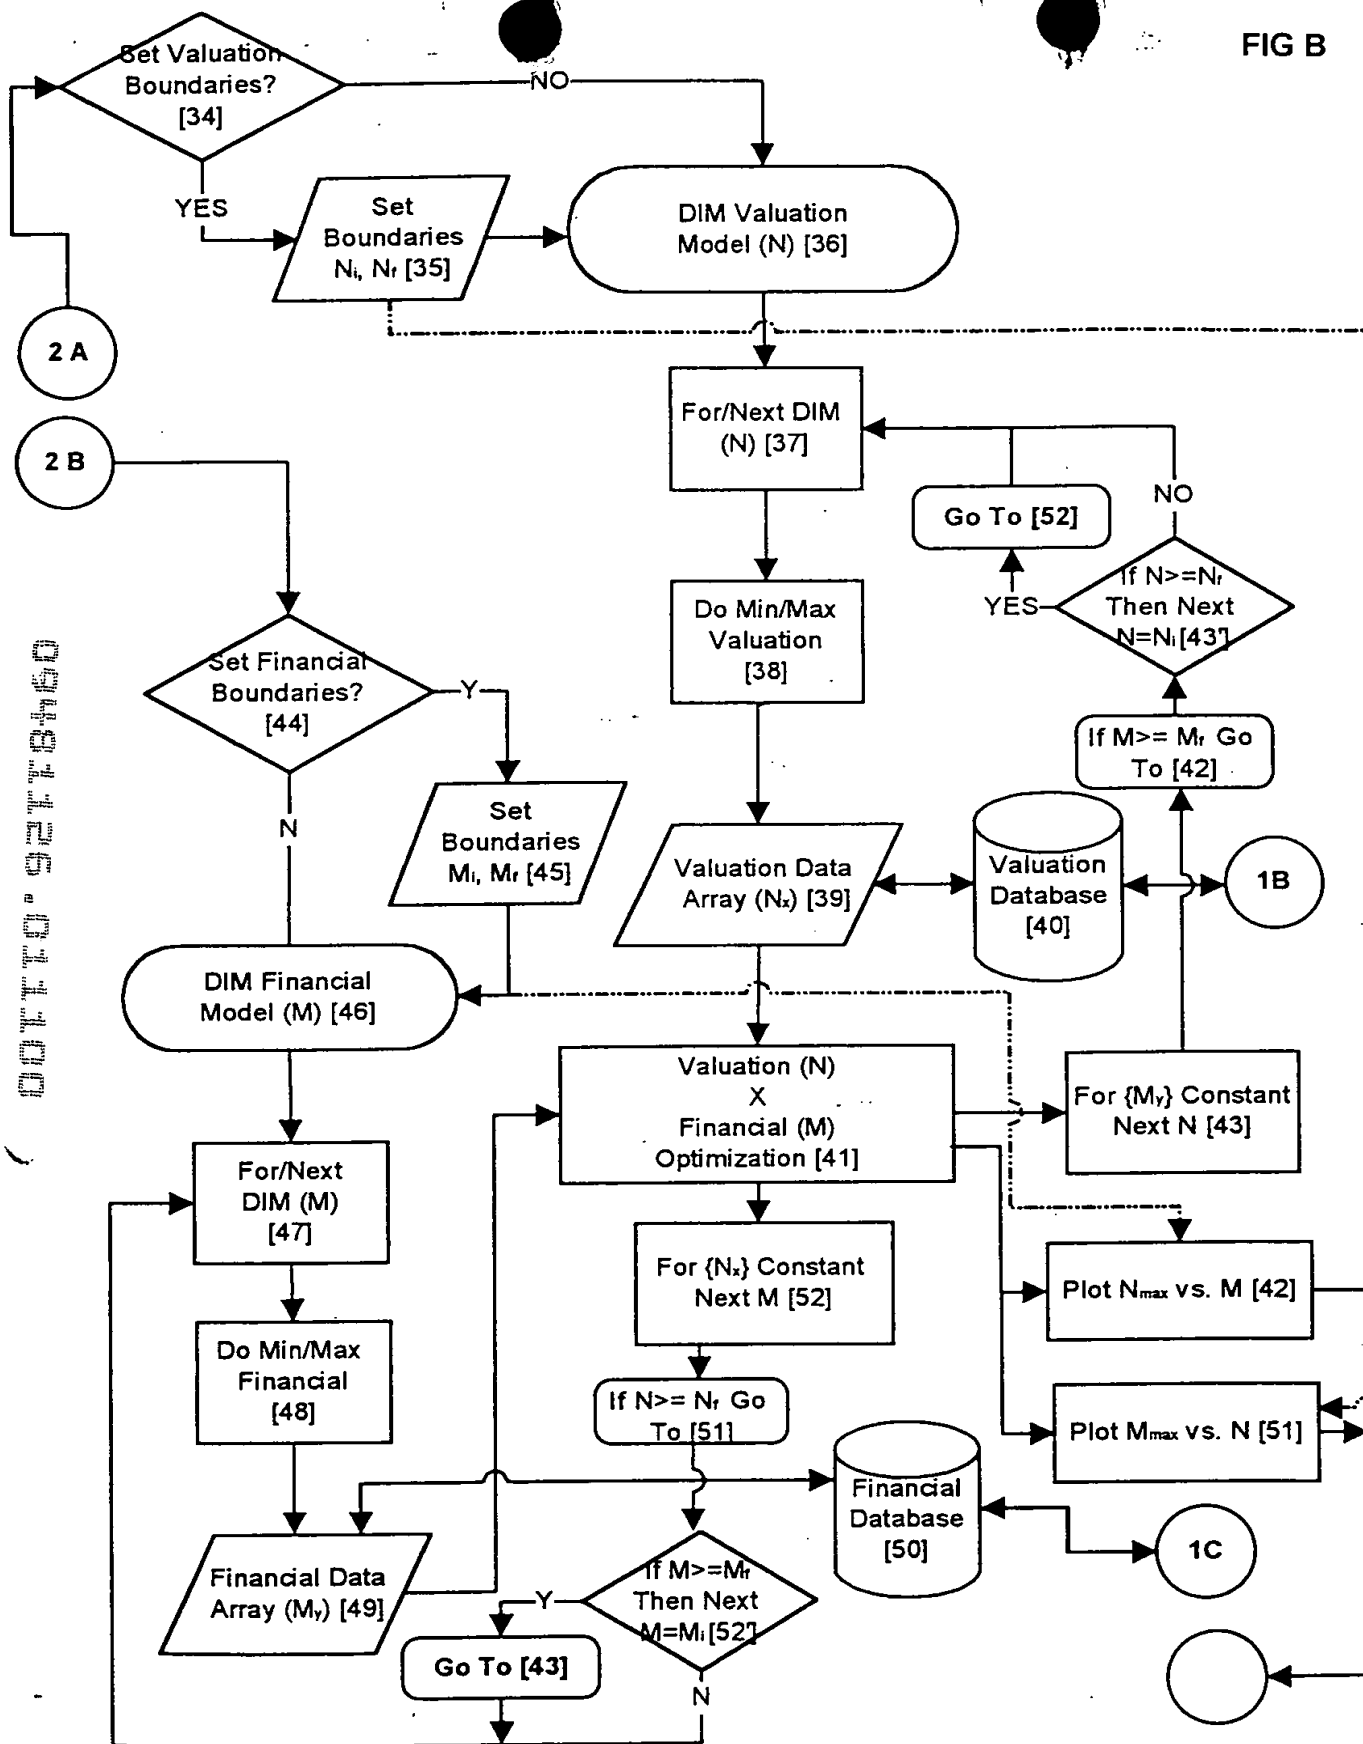 FIG B
Set Valuation
Boundaries?
[34]
NO
YES
Set
Boundaries
Nᵢ, Nf [35]
DIM Valuation
Model (N) [36]
2 A
2 B
For/Next DIM
(N) [37]
Go To [52]
NO
YES
If N>=Nf
Then Next
N=Nᵢ[43']
Do Min/Max
Valuation
[38]
Set Financial
Boundaries?
[44]
Y
N
If M>= Mf Go
To [42]
Set
Boundaries
Mᵢ, Mf [45]
Valuation Data
Array (Nₓ) [39]
Valuation
Database
[40]
1B
DIM Financial
Model (M) [46]
Valuation (N)
X
Financial (M)
Optimization [41]
For {My} Constant
Next N [43]
For/Next
DIM (M)
[47]
For {Nₓ} Constant
Next M [52]
Plot Nmax vs. M [42]
Do Min/Max
Financial
[48]
If N>= Nf Go
To [51]
Plot Mmax vs. N [51]
Financial
Database
[50]
1C
Financial Data
Array (My) [49]
If M>=Mf
Then Next
M=Mᵢ[52']
Y
Go To [43]
N